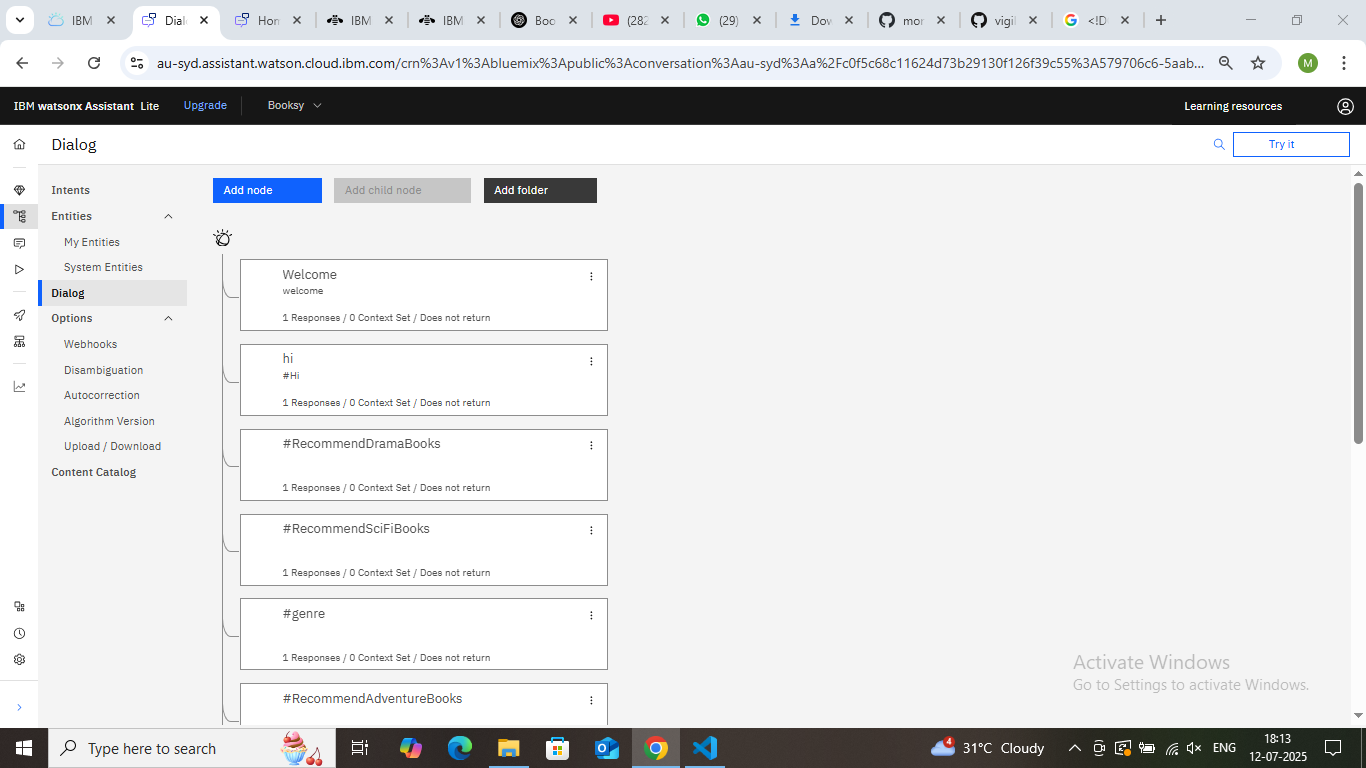 IBM
Dialo
Hon
IBM
IBM
Boo
(282
(29)
Dov
mor
vigil
<!D
au-syd.assistant.watson.cloud.ibm.com/crn%3Av1%3Abluemix%3Apublic%3Aconversation%3Aau-syd%3Aa%2Fc0f5c68c11624d73b29130f126f39c55%3A579706c6-5aab...
M
IBM watsonx Assistant Lite
Upgrade
Booksy
Learning resources
Dialog
Try it
Intents
Entities
My Entities
System Entities
Dialog
Options
Webhooks
Disambiguation
Autocorrection
Algorithm Version
Upload / Download
Content Catalog
Add node
Add child node
Add folder
Welcome
welcome
1 Responses / 0 Context Set / Does not return
hi
#Hi
1 Responses / 0 Context Set / Does not return
#RecommendDramaBooks
1 Responses / 0 Context Set / Does not return
#RecommendSciFiBooks
1 Responses / 0 Context Set / Does not return
#genre
1 Responses / 0 Context Set / Does not return
#RecommendAdventureBooks
Activate Windows
Go to Settings to activate Windows.
Type here to search
4
31°C Cloudy
ENG
18:13
12-07-2025